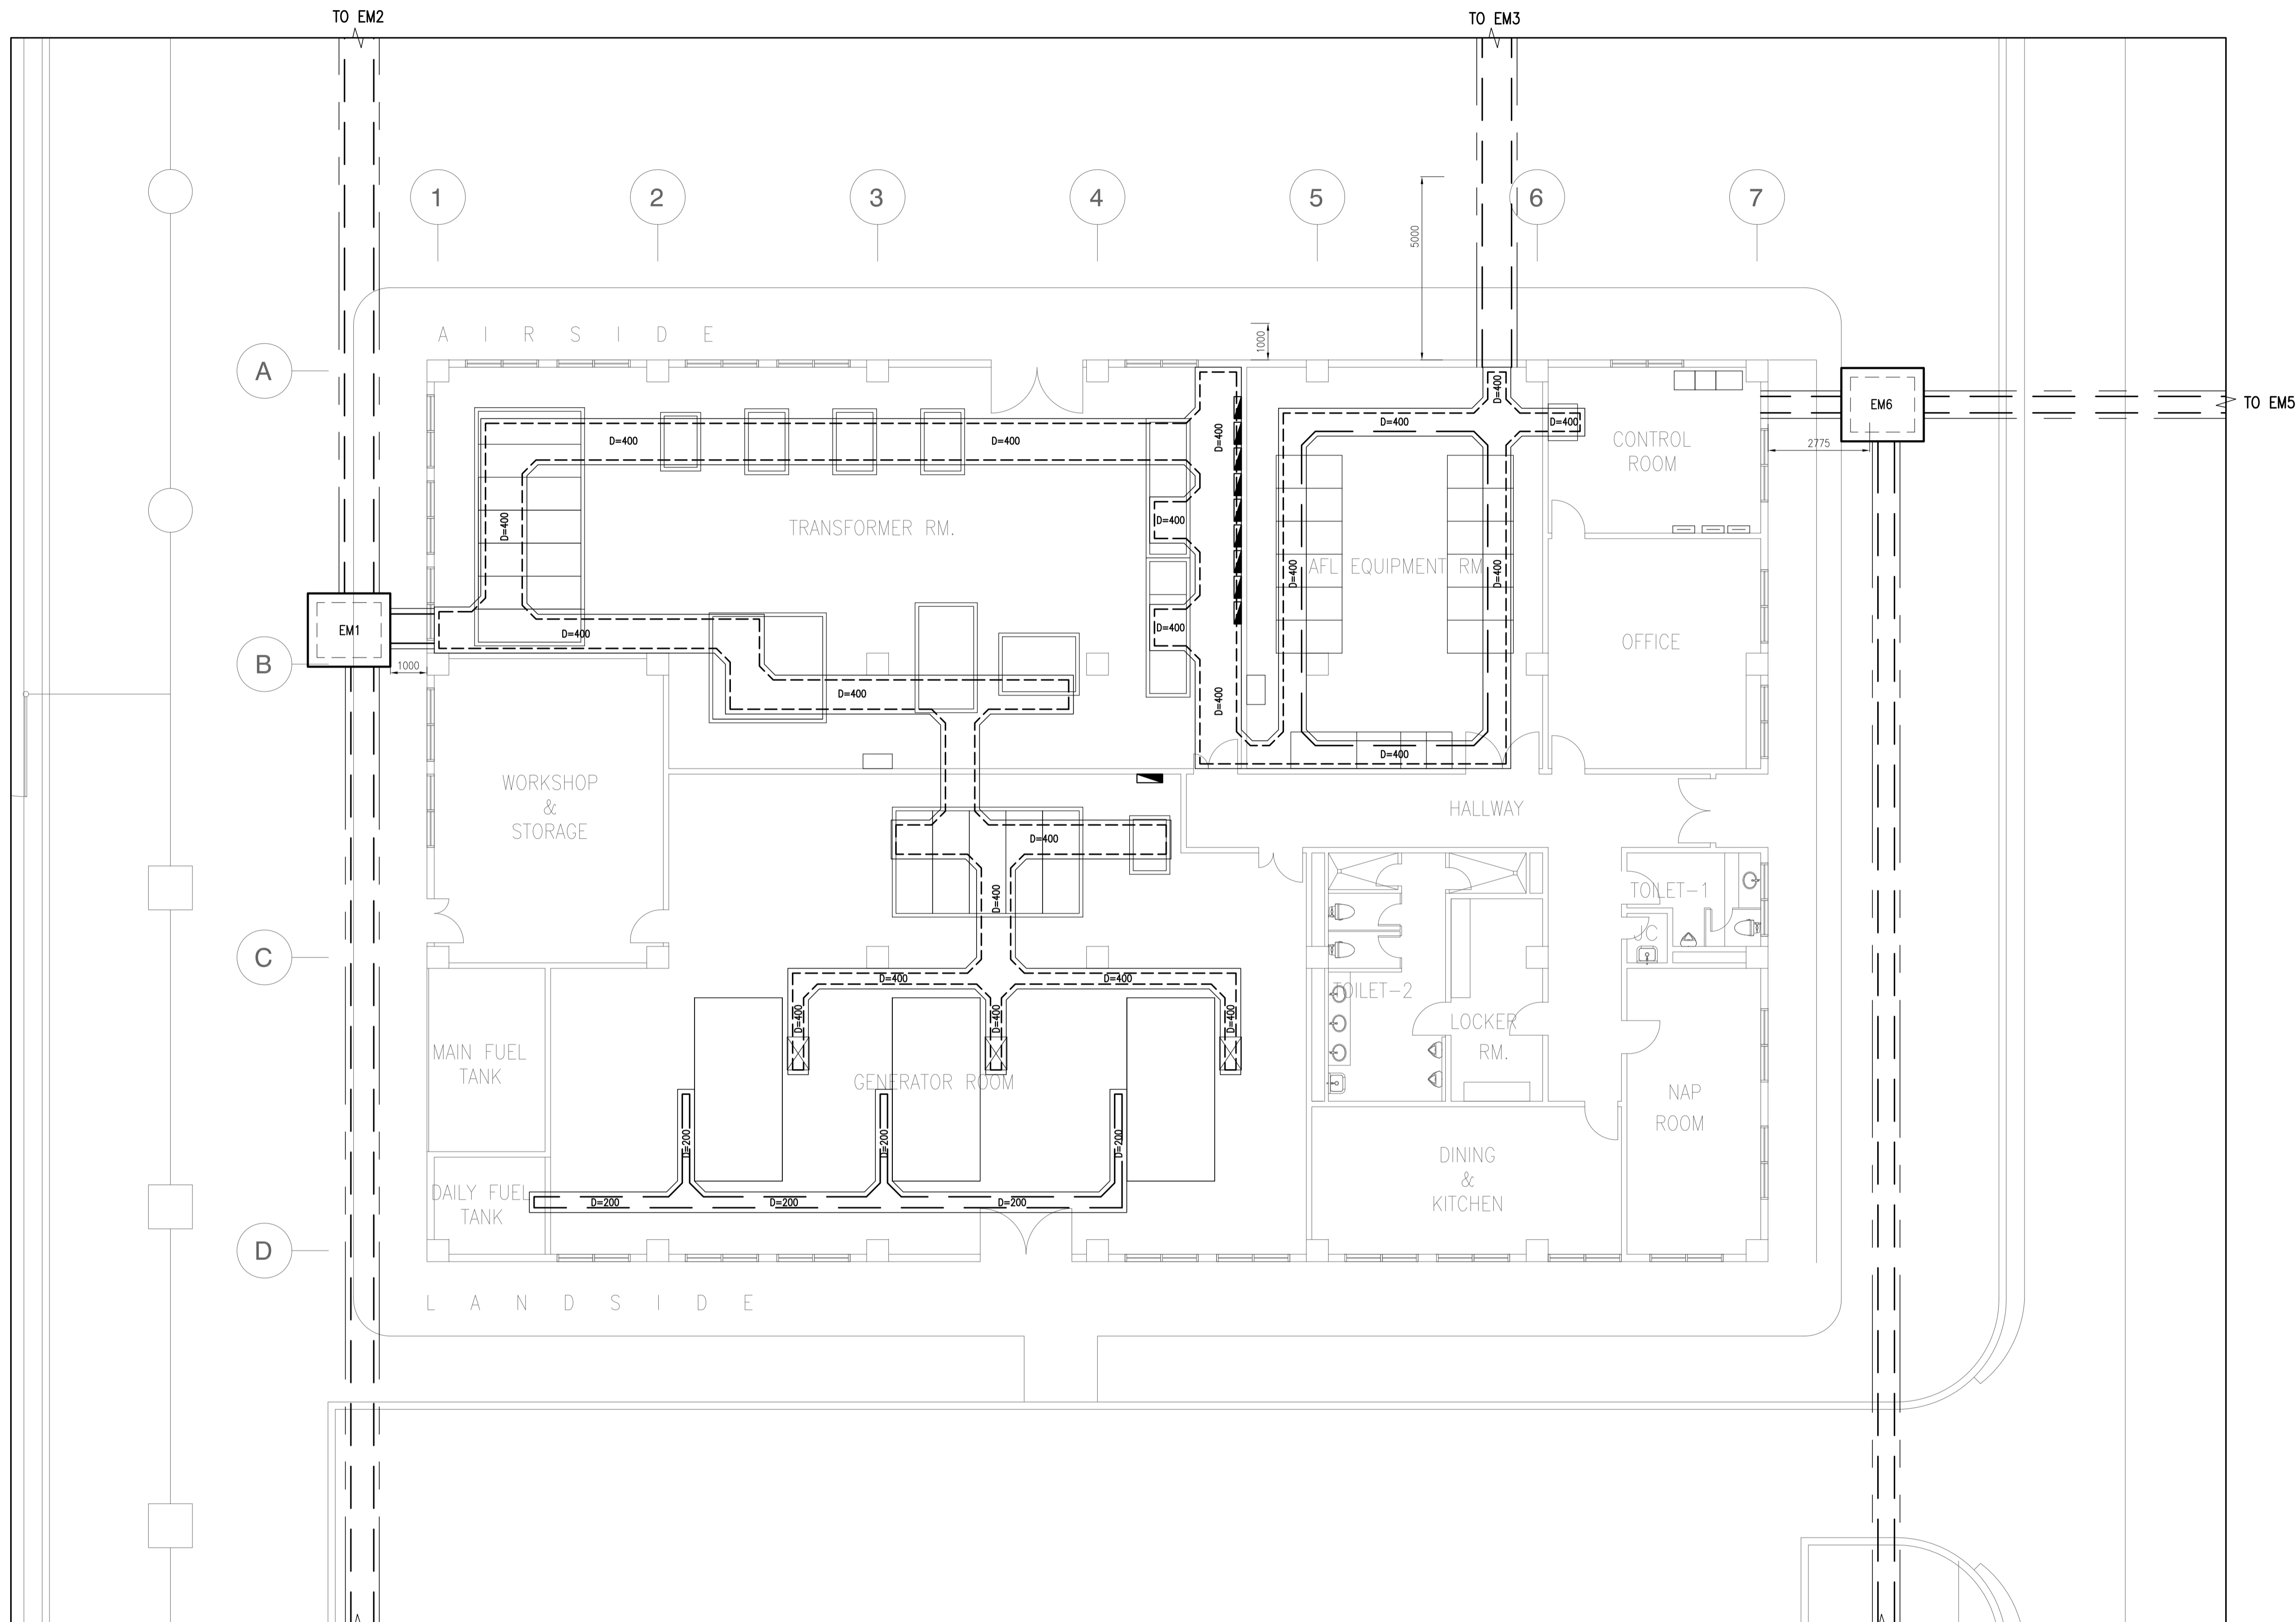 TO EM2
TO EM3
1
2
3
4
5
6
7
5000
A I R S I D E
1000
A
D=400
EM6
TO EM5
D=400
D=400
D=400
D=400
D=400
CONTROL
ROOM
2775
D=400
D=400
TRANSFORMER RM.
D=400
D=400
AFL EQUIPMENT RM
D=400
EM1
D=400
D=400
OFFICE
B
1000
D=400
D=400
D=400
WORKSHOP
&
STORAGE
HALLWAY
D=400
D=400
TOILET-1
JC
C
D=400
D=400
TOILET-2
D=400
D=400
D=400
LOCKER
RM.
MAIN FUEL
TANK
GENERATOR ROOM
NAP
ROOM
D=200
D=200
D=200
DINING
&
KITCHEN
DAILY FUEL
TANK
D=200
D=200
D=200
D
L A N D S I D E